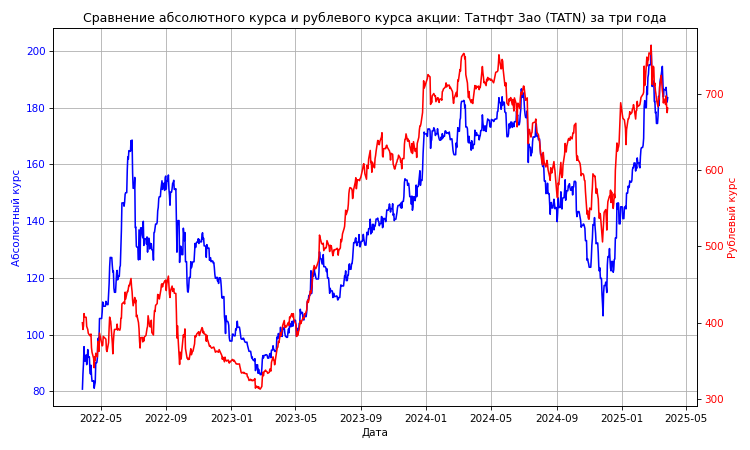 Сравнение абсолютного курса и рублевого курса акции: Татнфт 3ао (TATN) за три года
200
180
160
140
120
100
80
Абсолютный курс
700
600
500
400
300
Рублевый курс
2022-05 2022-09 2023-01 2023-05 2023-09 2024-01 2024-05 2024-09 2025-01 2025-05
Дата